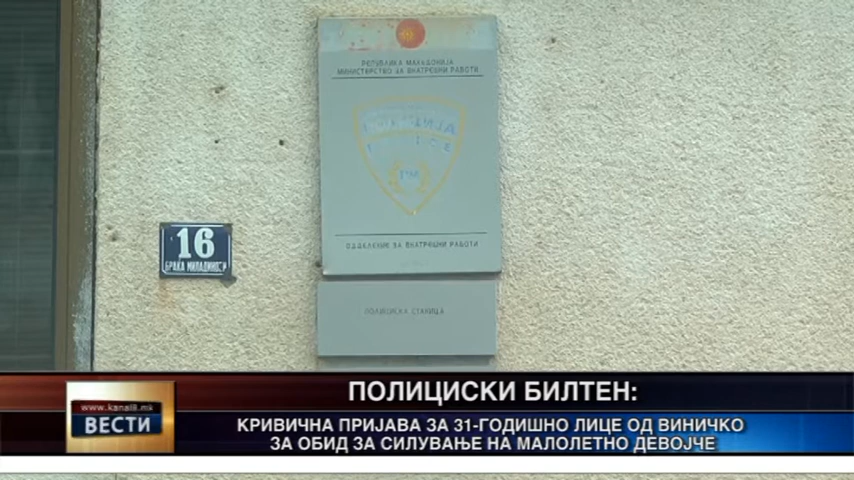 РЕПУБЛИКА МАКЕДОНИЈА
МИНИСТЕРСТВО ЗА ВНАТРЕШНИ РАБОТИ
ОДДЕЛЕНИЕ ЗА ВНАТРЕШНИ РАБОТИ
16
БРАЌА МИЛАДИНОВИ
ПОЛИЦИСКА СТАНИЦА
ПОЛИЦИСКИ БИЛТЕН:
www.kanal8.mk
ВЕСТИ
КРИВИЧНА ПРИЈАВА ЗА 31-ГОДИШНО ЛИЦЕ ОД ВИНИЧКО
ЗА ОБИД ЗА СИЛУВАЊЕ НА МАЛОЛЕТНО ДЕВОЈЧЕ